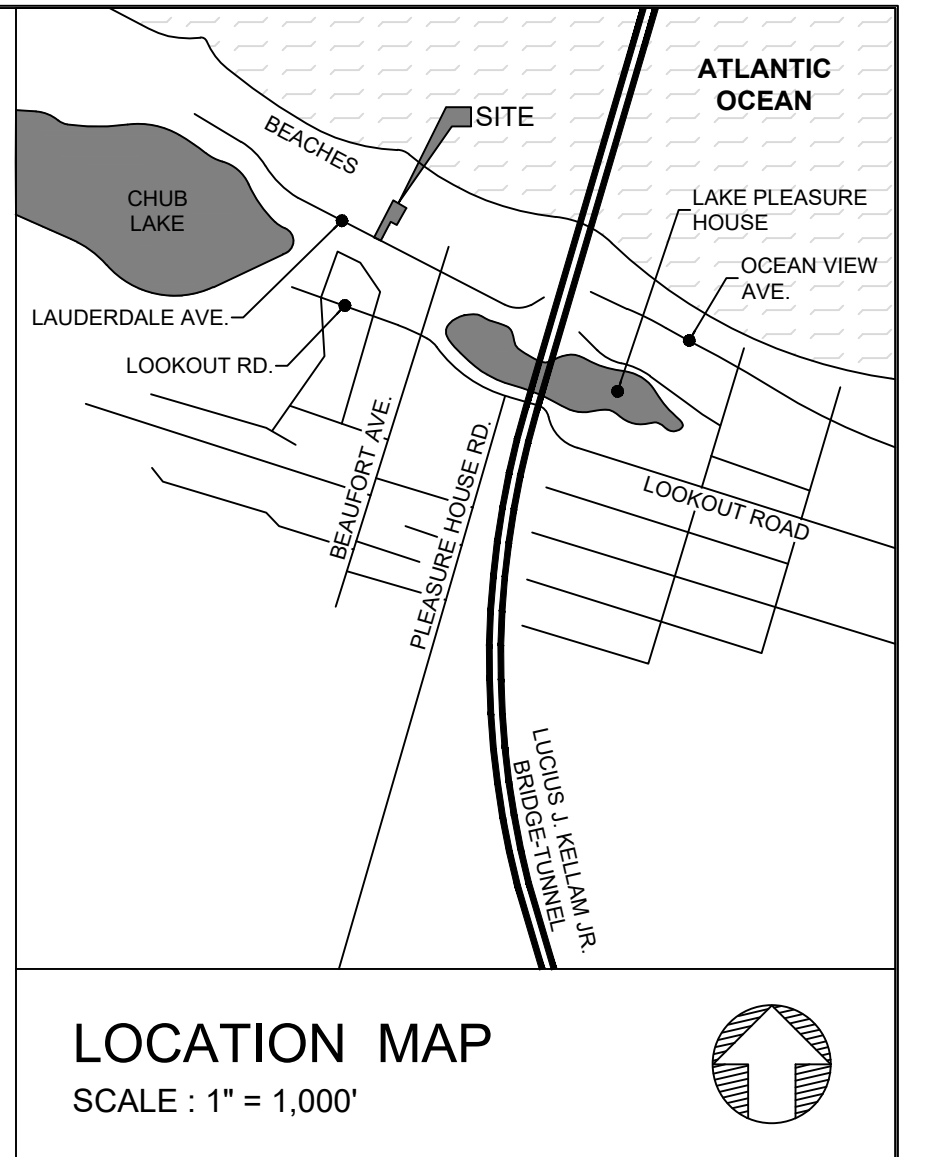 ATLANTIC
OCEAN
SITE
BEACHES
CHUB
LAKE
LAKE PLEASURE
HOUSE
OCEAN VIEW
AVE.
LAUDERDALE AVE.
LOOKOUT RD.
BEAUFORT AVE.
PLEASURE HOUSE RD.
LOOKOUT ROAD
LUCIUS J. KELLAM JR.
BRIDGE-TUNNEL
LOCATION MAP
SCALE : 1" = 1,000'